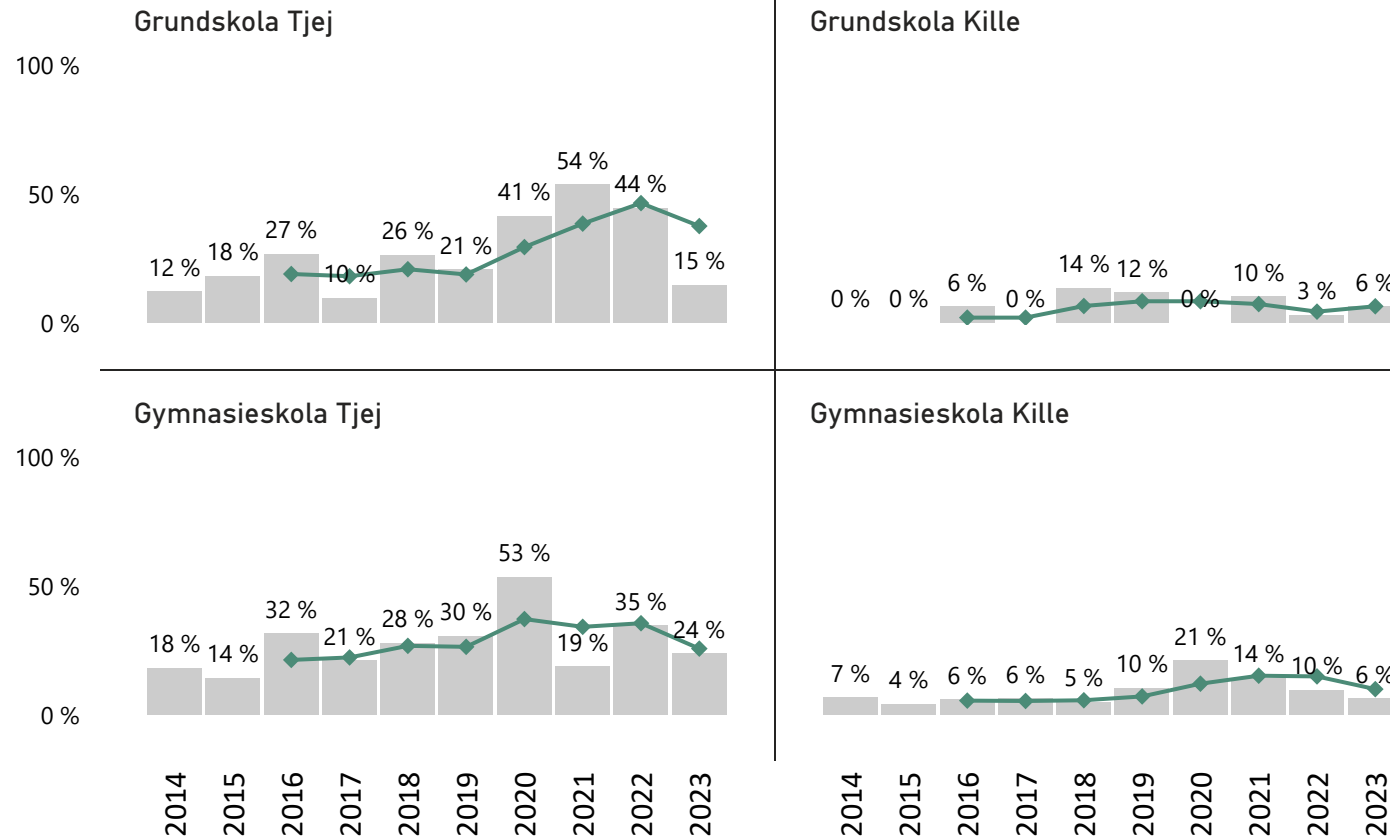 Grundskola Tjej
100 %
50 %
0 %
12 % 18 % 27 % 10 % 26 % 21 % 41 % 54 % 44 % 15 %
Grundskola Kille
0 % 0 % 6 % 0 % 14 % 12 % 0 % 10 % 3 % 6 %
Gymnasieskola Tjej
100 %
50 %
0 %
18 % 14 % 32 % 21 % 28 % 30 % 53 % 19 % 35 % 24 %
2014 2015 2016 2017 2018 2019 2020 2021 2022 2023
Gymnasieskola Kille
7 % 4 % 6 % 6 % 5 % 10 % 21 % 14 % 10 % 6 %
2014 2015 2016 2017 2018 2019 2020 2021 2022 2023